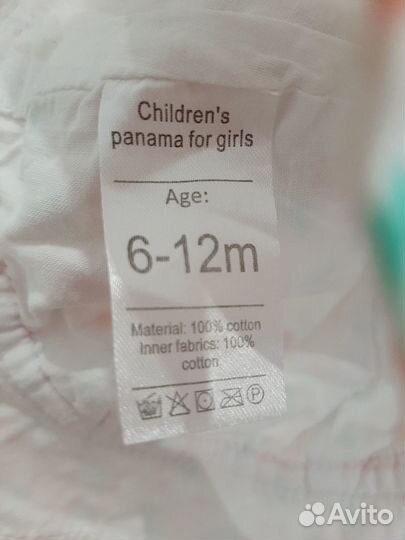 Children's
panama for girls
Age:
6-12m
Material: 100% cotton
Inner fabrics: 100%
cotton
P
Avito